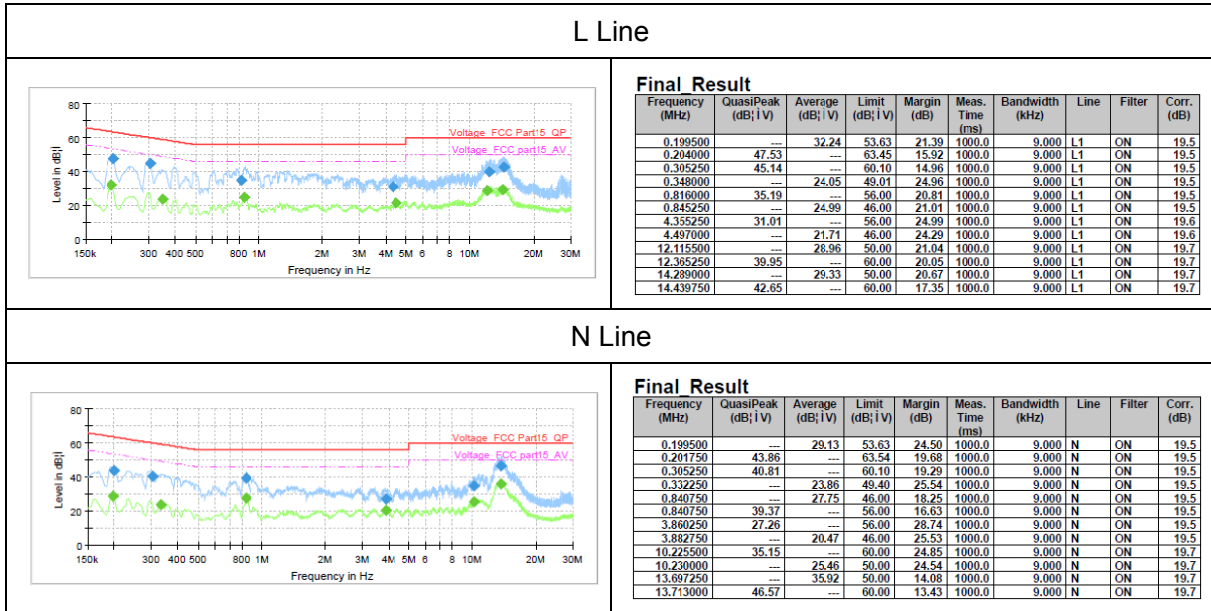 L Line
80
60
40
20
0
Level in dB¦Ì
Voltage_FCC Part15_QP
Voltage_FCC part15_AV
150k 300 400 500 800 1M 2M 3M 4M 5M 6 8 10M 20M 30M
Frequency in Hz
Final_Result
Frequency (MHz) QuasiPeak (dB¦ÌV) Average (dB¦ÌV) Limit (dB¦ÌV) Margin (dB) Meas. Time (ms) Bandwidth (kHz) Line Filter Corr. (dB)
0.199500 --- 32.24 53.63 21.39 1000.0 9.000 L1 ON 19.5
0.204000 47.53 --- 63.45 15.92 1000.0 9.000 L1 ON 19.5
0.305250 45.14 --- 60.10 14.96 1000.0 9.000 L1 ON 19.5
0.348000 --- 24.05 49.01 24.96 1000.0 9.000 L1 ON 19.5
0.816000 35.19 --- 56.00 20.81 1000.0 9.000 L1 ON 19.5
0.845250 --- 24.99 46.00 21.01 1000.0 9.000 L1 ON 19.5
4.355250 31.01 --- 56.00 24.99 1000.0 9.000 L1 ON 19.6
4.497000 --- 21.71 46.00 24.29 1000.0 9.000 L1 ON 19.6
12.115500 --- 28.96 50.00 21.04 1000.0 9.000 L1 ON 19.7
12.365250 39.95 --- 60.00 20.05 1000.0 9.000 L1 ON 19.7
14.289000 --- 29.33 50.00 20.67 1000.0 9.000 L1 ON 19.7
14.439750 42.65 --- 60.00 17.35 1000.0 9.000 L1 ON 19.7
N Line
80
60
40
20
0
Level in dB¦Ì
Voltage_FCC Part15_QP
Voltage_FCC part15_AV
150k 300 400 500 800 1M 2M 3M 4M 5M 6 8 10M 20M 30M
Frequency in Hz
Final_Result
Frequency (MHz) QuasiPeak (dB¦ÌV) Average (dB¦ÌV) Limit (dB¦ÌV) Margin (dB) Meas. Time (ms) Bandwidth (kHz) Line Filter Corr. (dB)
0.199500 --- 29.13 53.63 24.50 1000.0 9.000 N ON 19.5
0.201750 43.86 --- 63.54 19.68 1000.0 9.000 N ON 19.5
0.305250 40.81 --- 60.10 19.29 1000.0 9.000 N ON 19.5
0.332250 --- 23.86 49.40 25.54 1000.0 9.000 N ON 19.5
0.840750 --- 27.75 46.00 18.25 1000.0 9.000 N ON 19.5
0.840750 39.37 --- 56.00 16.63 1000.0 9.000 N ON 19.5
3.860250 27.26 --- 56.00 28.74 1000.0 9.000 N ON 19.5
3.882750 --- 20.47 46.00 25.53 1000.0 9.000 N ON 19.5
10.225500 35.15 --- 60.00 24.85 1000.0 9.000 N ON 19.7
10.230000 --- 25.46 50.00 24.54 1000.0 9.000 N ON 19.7
13.697250 --- 35.92 50.00 14.08 1000.0 9.000 N ON 19.7
13.713000 46.57 --- 60.00 13.43 1000.0 9.000 N ON 19.7